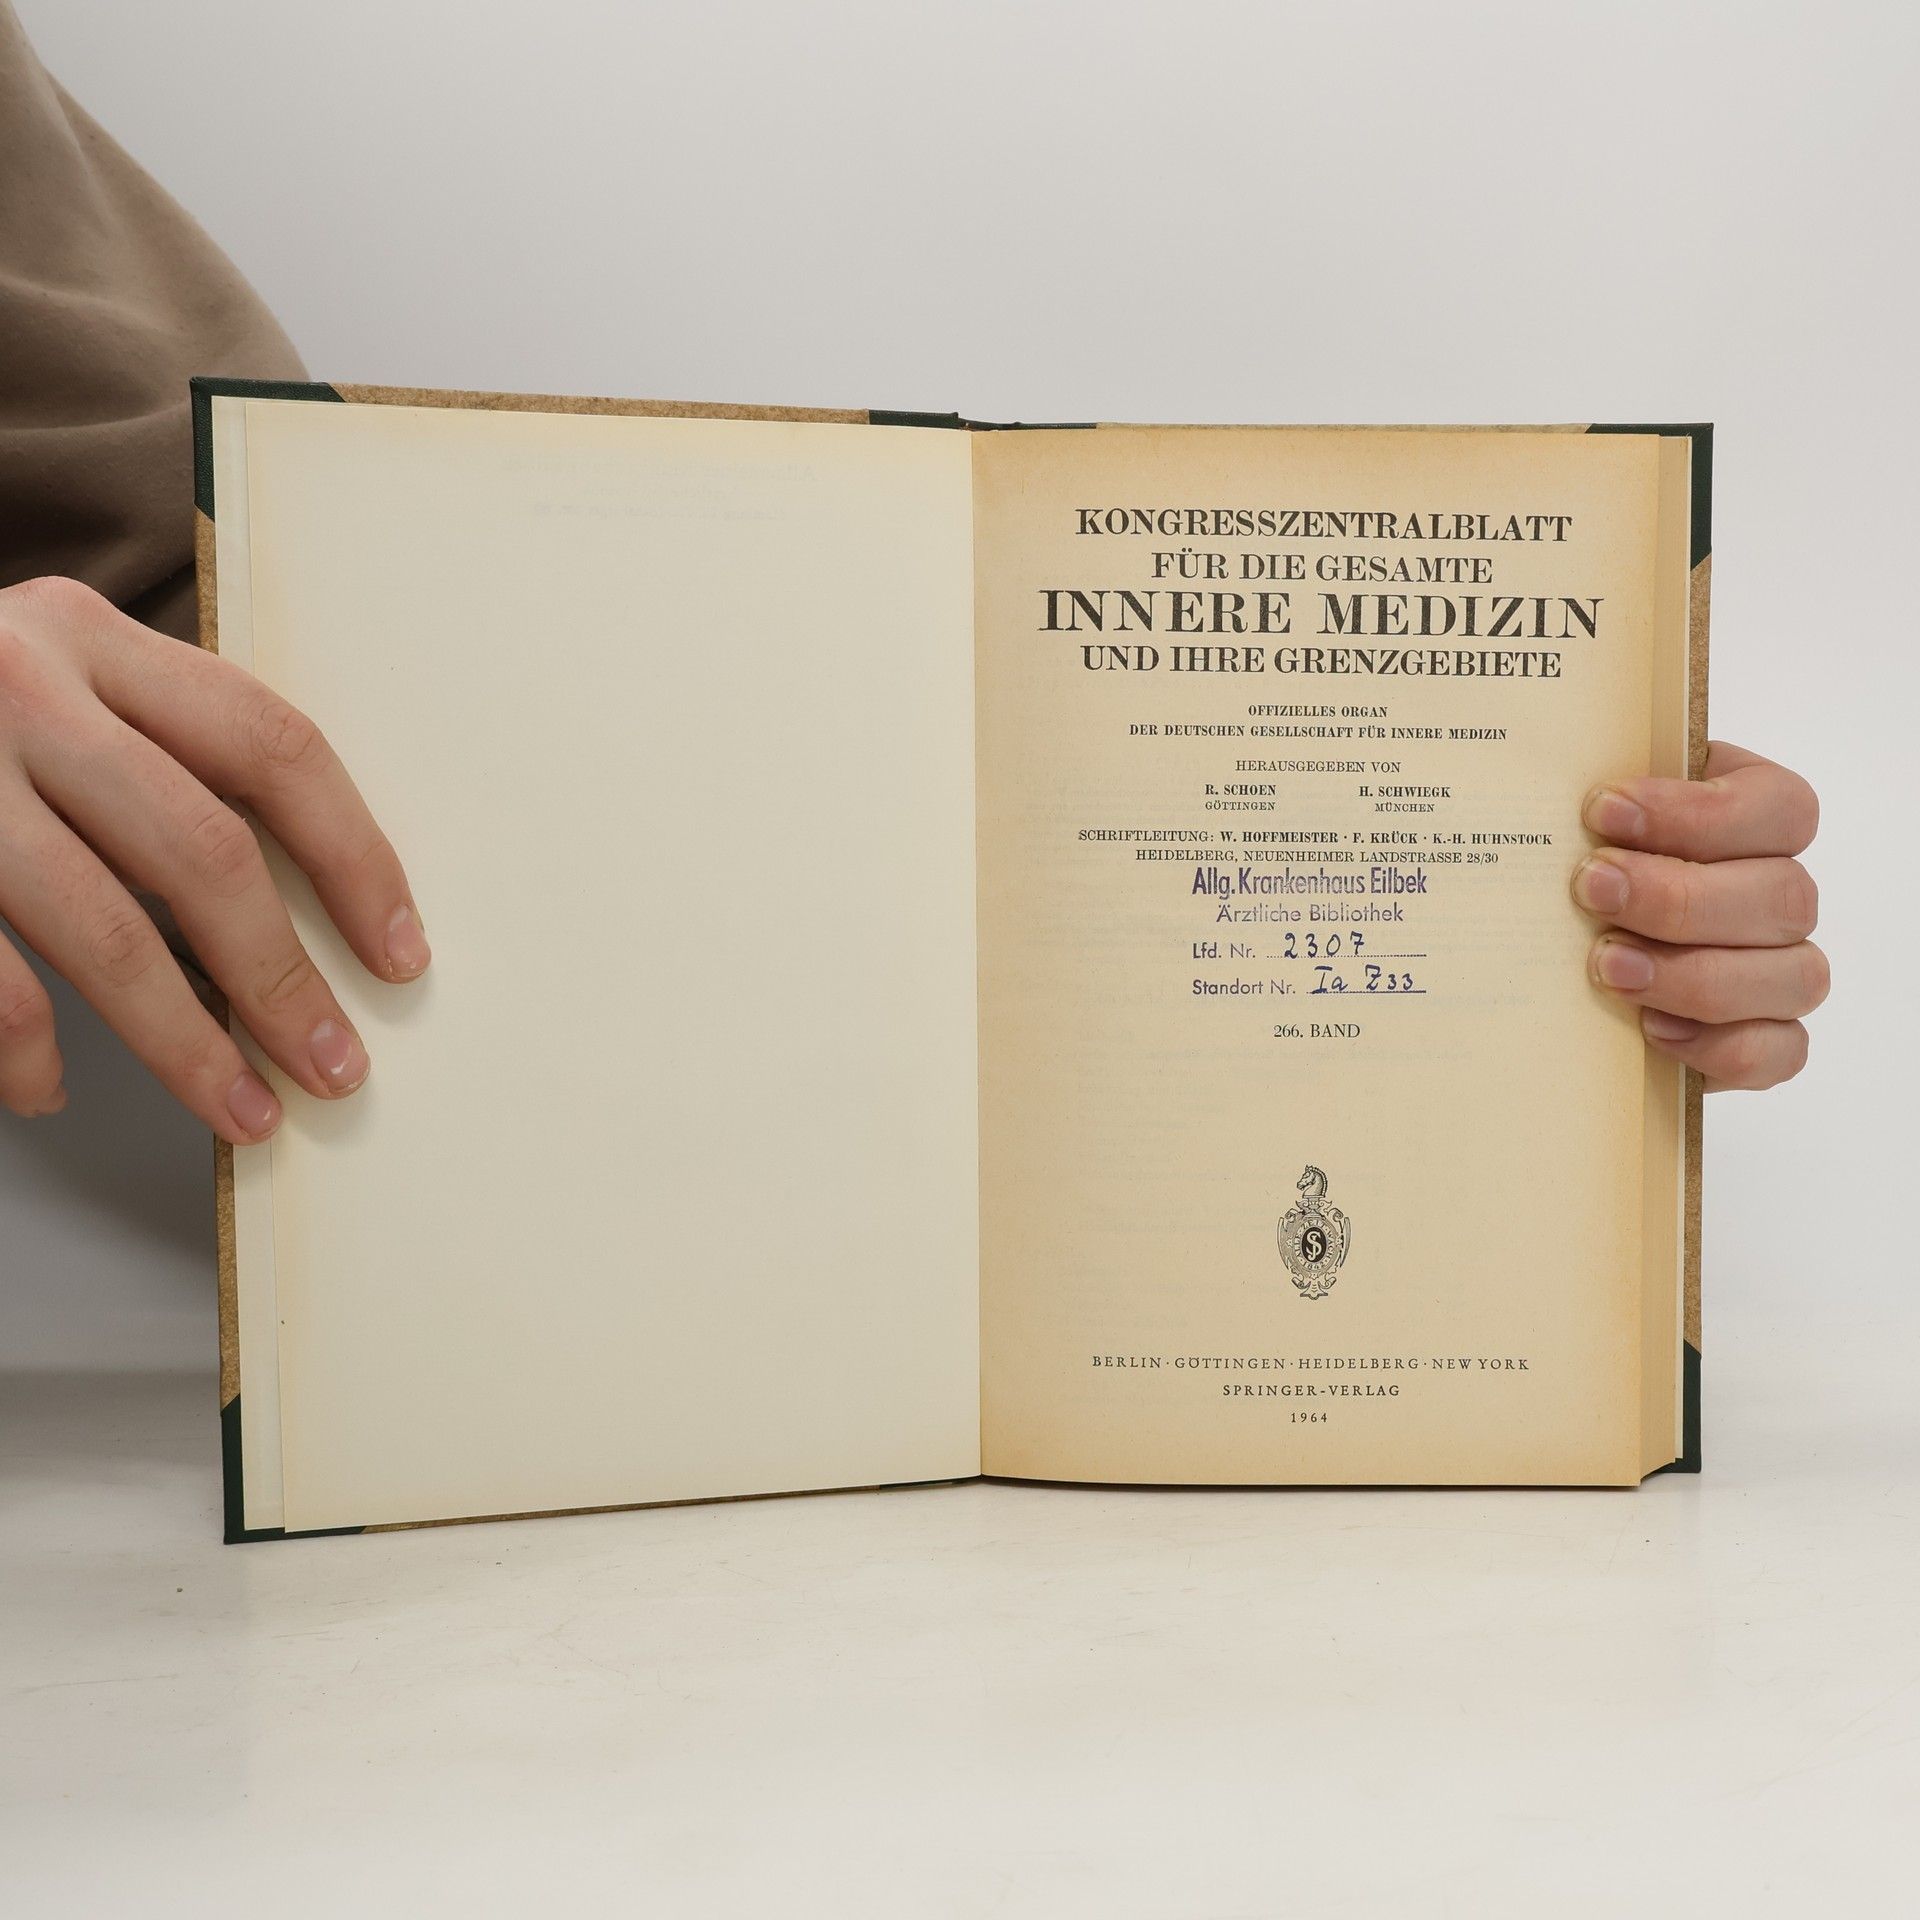 KONGRESSZENTRALBLATT
FÜR DIE GESAMTE
INNERE MEDIZIN
UND IHRE GRENZGEBIETE
OFFIZIELLES ORGAN
DER DEUTSCHEN GESELLSCHAFT FÜR INNERE MEDIZIN
HERAUSGEGEBEN VON
R. SCHOEN H. SCHWIEGK
GÖTTINGEN MÜNCHEN
SCHRIFTLEITUNG: W. HOFFMEISTER · F. KRÜCK · K.-H. HUHNSTOCK
HEIDELBERG, NEUENHEIMER LANDSTRASSE 28/30
Allg. Krankenhaus Eilbek
Ärztliche Bibliothek
Lfd. Nr. 2307
Standort Nr. Ia Z33
266. BAND
BERLIN · GÖTTINGEN · HEIDELBERG · NEW YORK
SPRINGER-VERLAG
1964